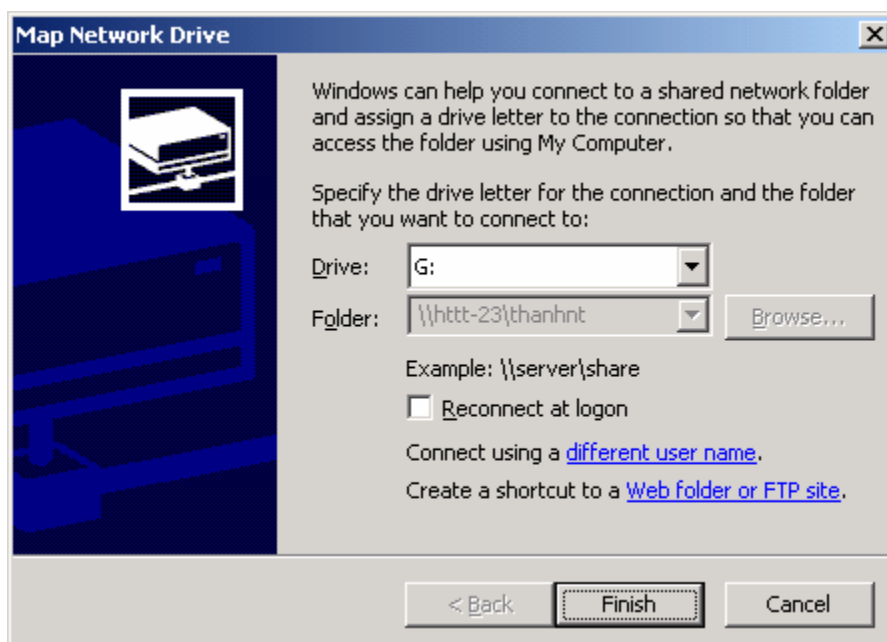 Map Network Drive
Windows can help you connect to a shared network folder
and assign a drive letter to the connection so that you can
access the folder using My Computer.
Specify the drive letter for the connection and the folder
that you want to connect to:
Drive: G:
Folder: \\httt-23\thanhnt Browse...
Example: \\server\share
Reconnect at logon
Connect using a different user name.
Create a shortcut to a Web folder or FTP site.
< Back Finish Cancel